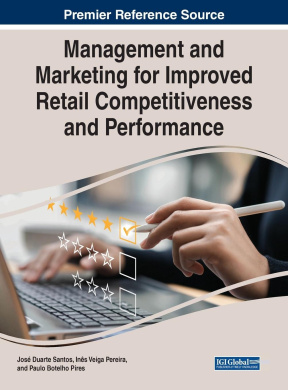 Premier Reference Source
Management and
Marketing for Improved
Retail Competitiveness
and Performance
José Duarte Santos, Inês Veiga Pereira,
and Paulo Botelho Pires
IGI Global